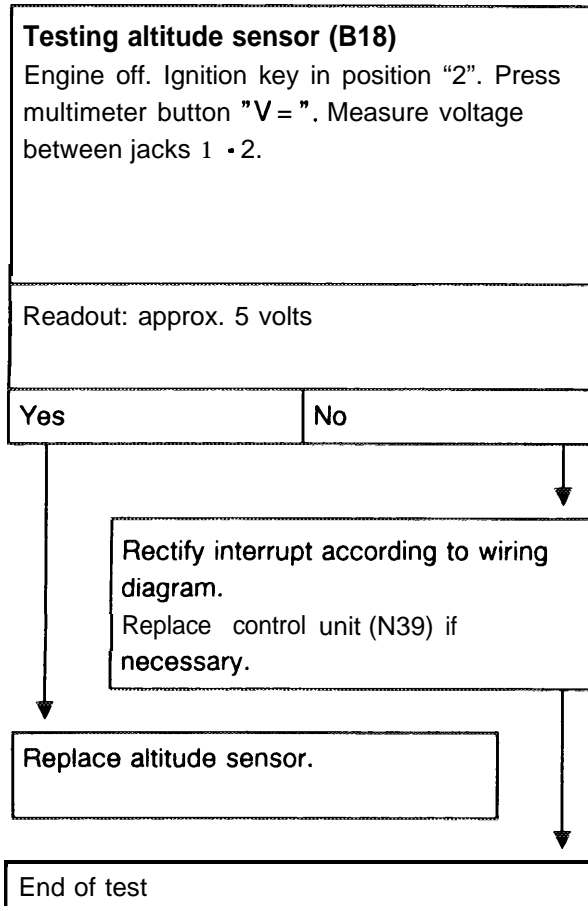 Testing altitude sensor (B18)
Engine off. Ignition key in position “2”. Press
multimeter button ”V = ”. Measure voltage
between jacks 1 • 2.
Readout: approx. 5 volts
Yes
No
Rectify interrupt according to wiring
diagram.
Replace control unit (N39) if
necessary.
Replace altitude sensor.
End of test